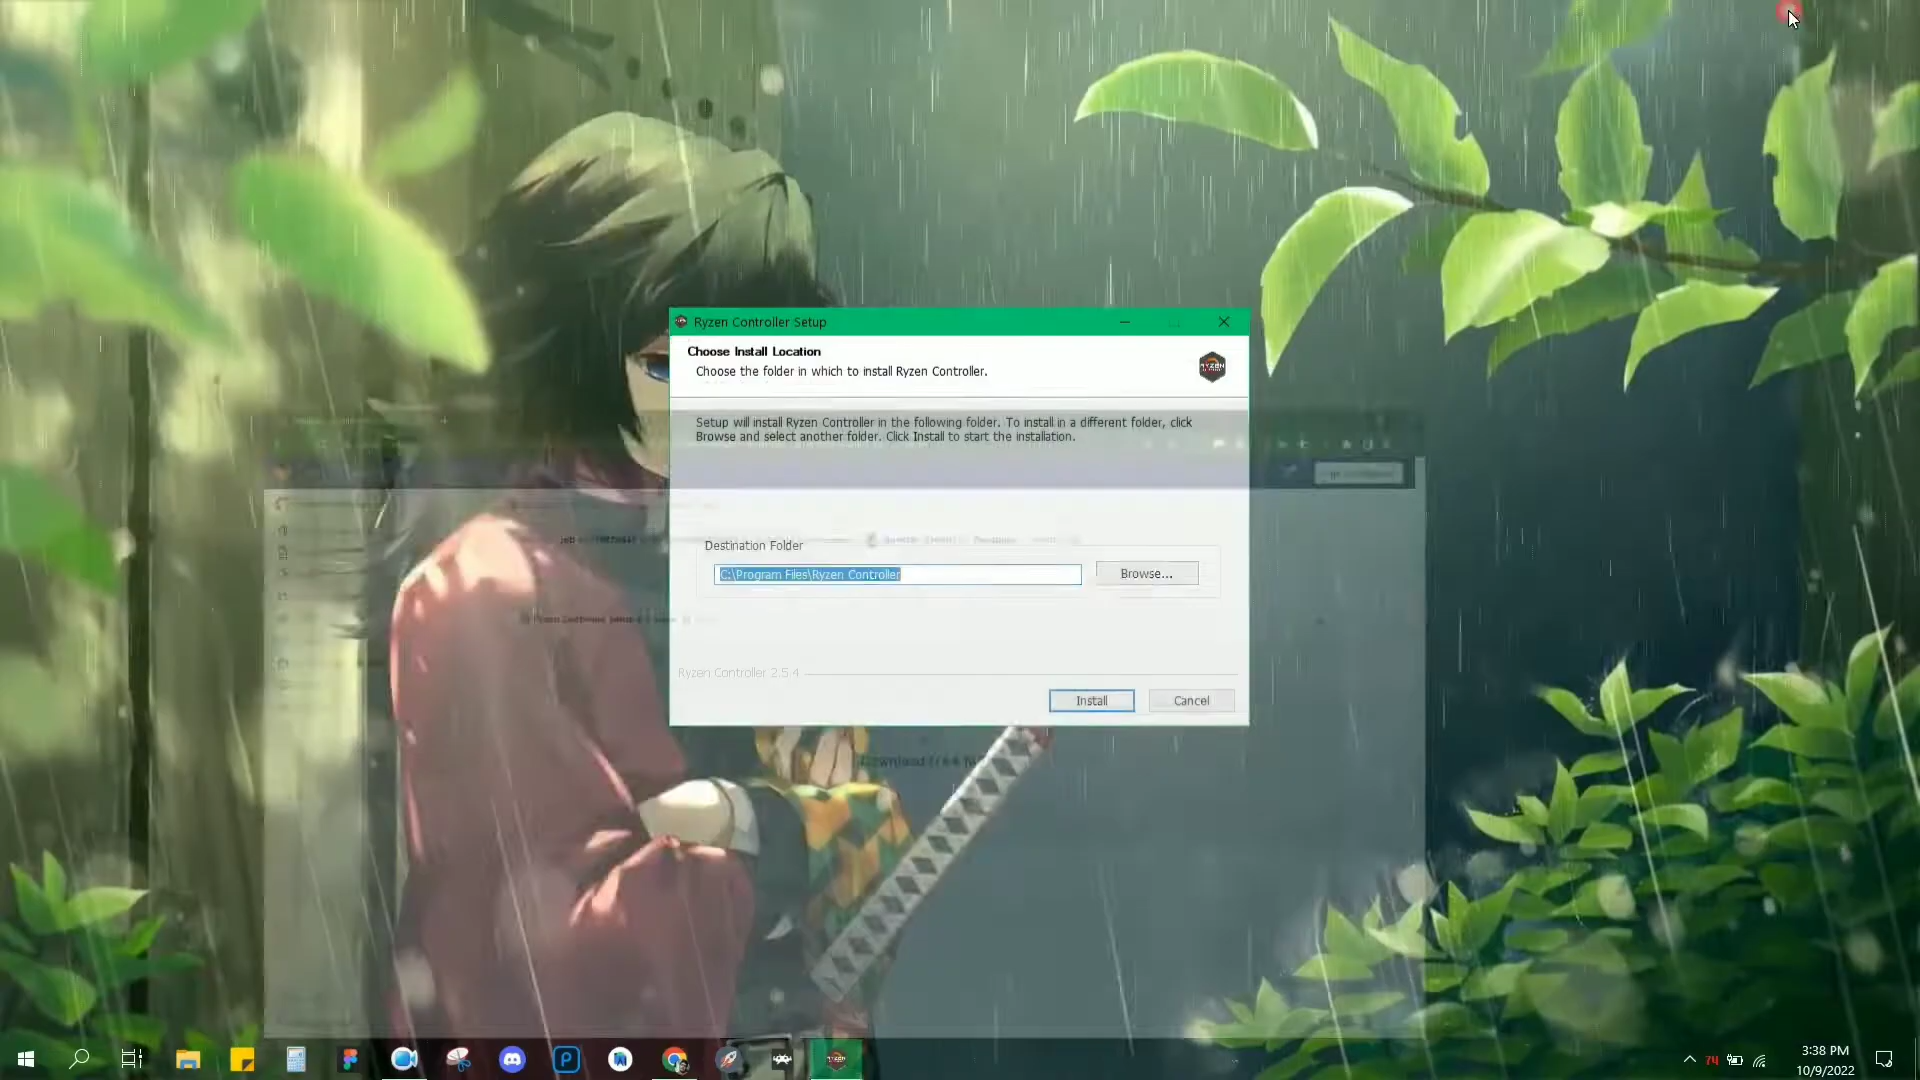 Ryzen Controller Setup
Choose Install Location
Choose the folder in which to install Ryzen Controller.
Setup will install Ryzen Controller in the following folder. To install in a different folder, click
Browse and select another folder. Click Install to start the installation.
Destination Folder
C:\Program Files\Ryzen Controller
Browse...
Ryzen Controller 2.5.4
Install
Cancel
74
3:38 PM
10/9/2022